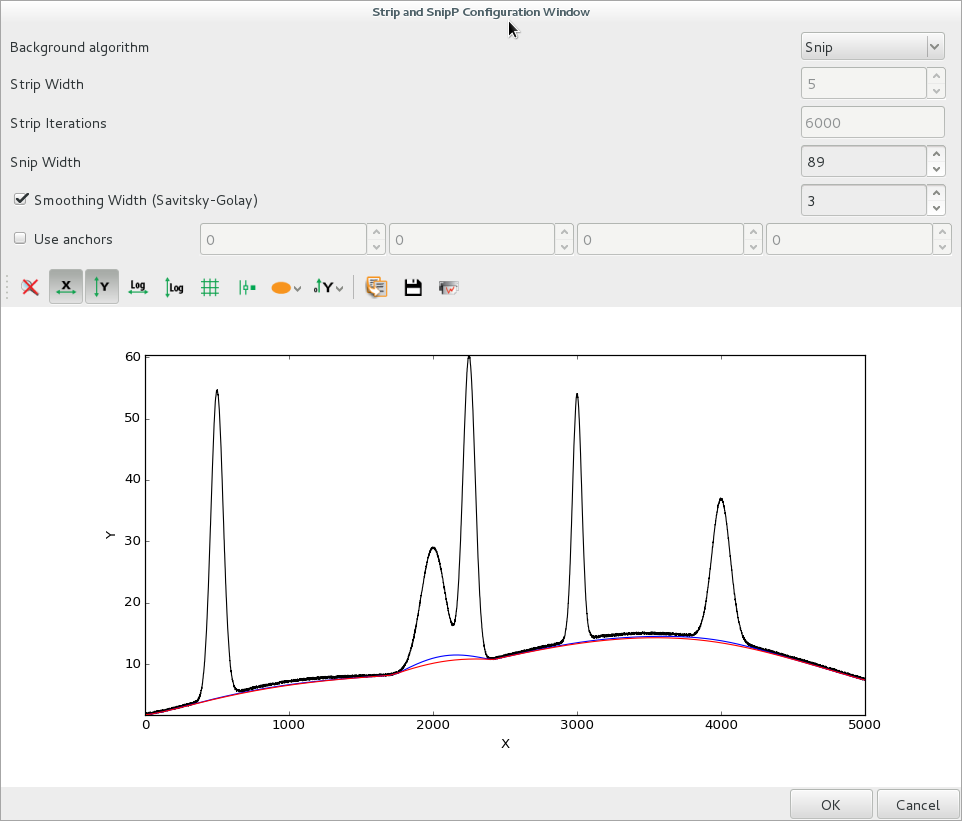 Strip and SnipP Configuration Window
Background algorithm Snip
Strip Width 5
Strip Iterations 6000
Snip Width 89
Smoothing Width (Savitsky-Golay) 3
Use anchors 0 0 0 0
X Y Log Log Y
60
50
40
30
20
10
Y
0 1000 2000 3000 4000 5000
X
OK Cancel